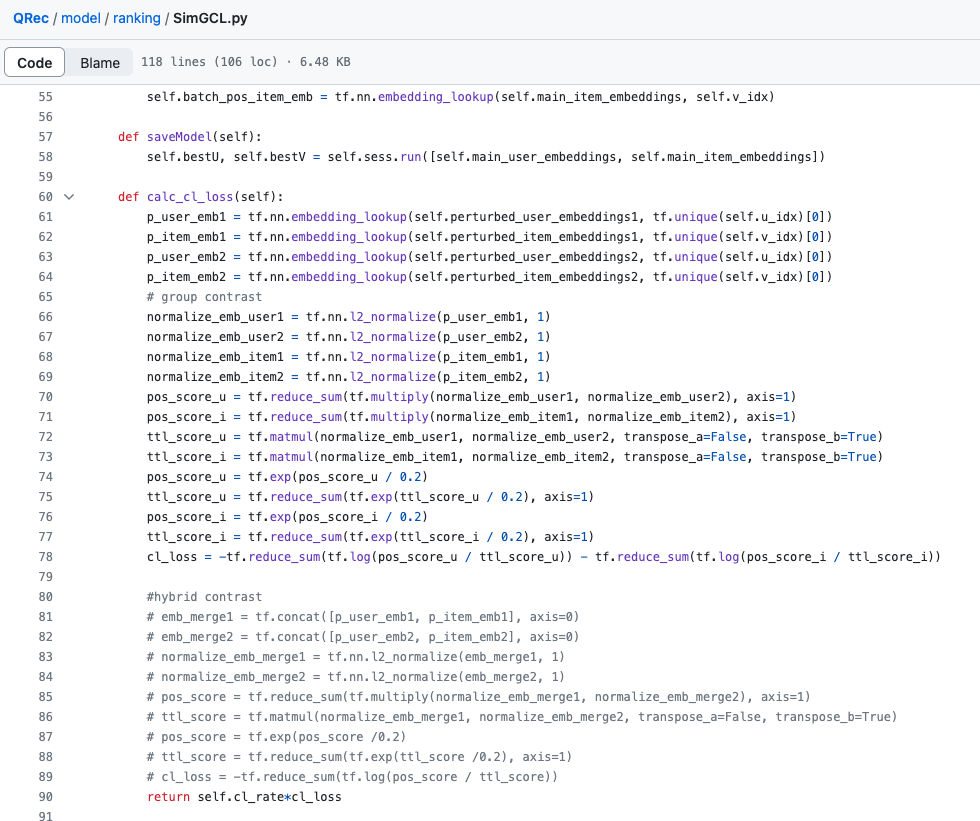 QRec / model / ranking / SimGCL.py
Code Blame 118 lines (106 loc) · 6.48 KB
55 self.batch_pos_item_emb = tf.nn.embedding_lookup(self.main_item_embeddings, self.v_idx)
56
57 def saveModel(self):
58 self.bestU, self.bestV = self.sess.run([self.main_user_embeddings, self.main_item_embeddings])
59
60 def calc_cl_loss(self):
61 p_user_emb1 = tf.nn.embedding_lookup(self.perturbed_user_embeddings1, tf.unique(self.u_idx)[0])
62 p_item_emb1 = tf.nn.embedding_lookup(self.perturbed_item_embeddings1, tf.unique(self.v_idx)[0])
63 p_user_emb2 = tf.nn.embedding_lookup(self.perturbed_user_embeddings2, tf.unique(self.u_idx)[0])
64 p_item_emb2 = tf.nn.embedding_lookup(self.perturbed_item_embeddings2, tf.unique(self.v_idx)[0])
65 # group contrast
66 normalize_emb_user1 = tf.nn.l2_normalize(p_user_emb1, 1)
67 normalize_emb_user2 = tf.nn.l2_normalize(p_user_emb2, 1)
68 normalize_emb_item1 = tf.nn.l2_normalize(p_item_emb1, 1)
69 normalize_emb_item2 = tf.nn.l2_normalize(p_item_emb2, 1)
70 pos_score_u = tf.reduce_sum(tf.multiply(normalize_emb_user1, normalize_emb_user2), axis=1)
71 pos_score_i = tf.reduce_sum(tf.multiply(normalize_emb_item1, normalize_emb_item2), axis=1)
72 ttl_score_u = tf.matmul(normalize_emb_user1, normalize_emb_user2, transpose_a=False, transpose_b=True)
73 ttl_score_i = tf.matmul(normalize_emb_item1, normalize_emb_item2, transpose_a=False, transpose_b=True)
74 pos_score_u = tf.exp(pos_score_u / 0.2)
75 ttl_score_u = tf.reduce_sum(tf.exp(ttl_score_u / 0.2), axis=1)
76 pos_score_i = tf.exp(pos_score_i / 0.2)
77 ttl_score_i = tf.reduce_sum(tf.exp(ttl_score_i / 0.2), axis=1)
78 cl_loss = -tf.reduce_sum(tf.log(pos_score_u / ttl_score_u)) - tf.reduce_sum(tf.log(pos_score_i / ttl_score_i))
79
80 #hybrid contrast
81 # emb_merge1 = tf.concat([p_user_emb1, p_item_emb1], axis=0)
82 # emb_merge2 = tf.concat([p_user_emb2, p_item_emb2], axis=0)
83 # normalize_emb_merge1 = tf.nn.l2_normalize(emb_merge1, 1)
84 # normalize_emb_merge2 = tf.nn.l2_normalize(emb_merge2, 1)
85 # pos_score = tf.reduce_sum(tf.multiply(normalize_emb_merge1, normalize_emb_merge2), axis=1)
86 # ttl_score = tf.matmul(normalize_emb_merge1, normalize_emb_merge2, transpose_a=False, transpose_b=True)
87 # pos_score = tf.exp(pos_score /0.2)
88 # ttl_score = tf.reduce_sum(tf.exp(ttl_score /0.2), axis=1)
89 # cl_loss = -tf.reduce_sum(tf.log(pos_score / ttl_score))
90 return self.cl_rate*cl_loss
91